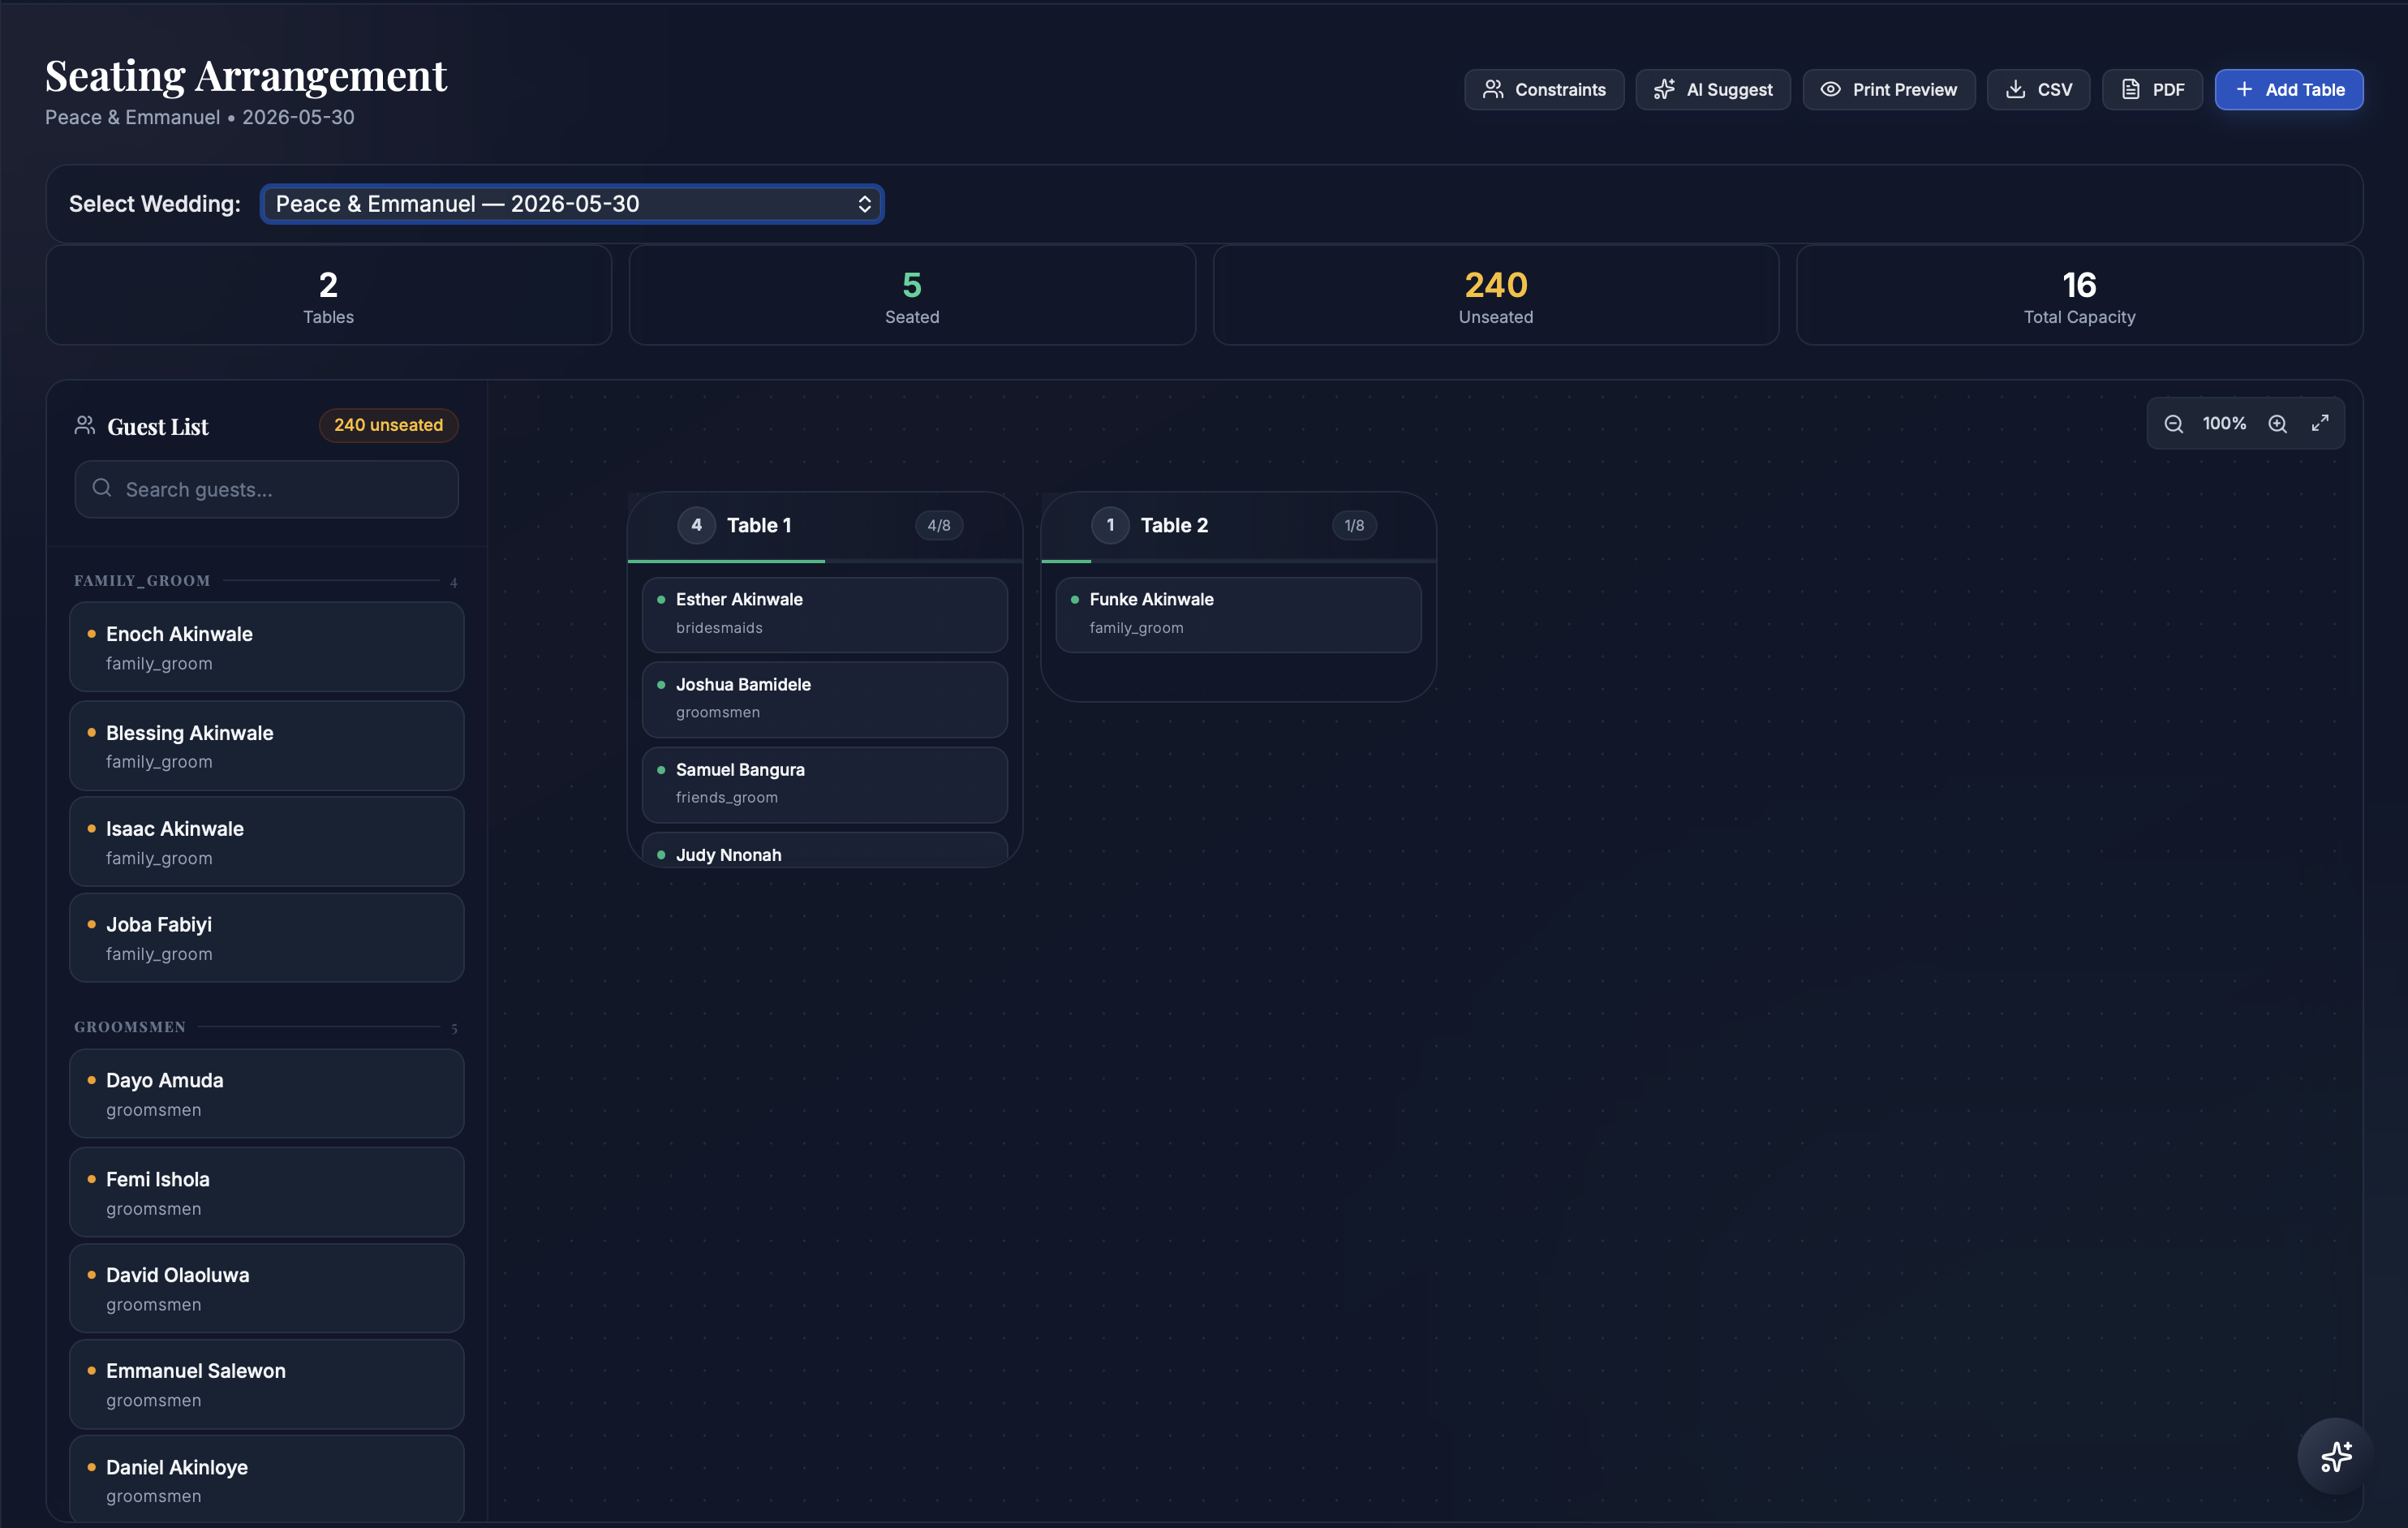 Seating Arrangement
Peace & Emmanuel • 2026-05-30
Constraints
AI Suggest
Print Preview
CSV
PDF
Add Table
Select Wedding:
Peace & Emmanuel — 2026-05-30
2
Tables
5
Seated
240
Unseated
16
Total Capacity
Guest List
240 unseated
Search guests...
FAMILY_GROOM 4
Enoch Akinwale
family_groom
Blessing Akinwale
family_groom
Isaac Akinwale
family_groom
Joba Fabiyi
family_groom
GROOMSMEN 5
Dayo Amuda
groomsmen
Femi Ishola
groomsmen
David Olaoluwa
groomsmen
Emmanuel Salewon
groomsmen
Daniel Akinloye
groomsmen
100%
4 Table 1 4/8
Esther Akinwale
bridesmaids
Joshua Bamidele
groomsmen
Samuel Bangura
friends_groom
Judy Nnonah
1 Table 2 1/8
Funke Akinwale
family_groom